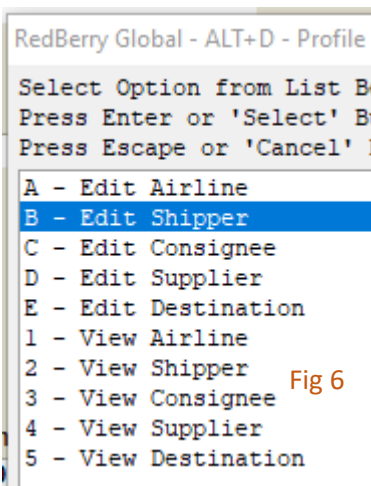 RedBerry Global - ALT+D - Profile
Select Option from List
Press Enter or 'Select'
Press Escape or 'Cancel'
A - Edit Airline
B - Edit Shipper
C - Edit Consignee
D - Edit Supplier
E - Edit Destination
1 - View Airline
2 - View Shipper
3 - View Consignee
4 - View Supplier
5 - View Destination
Fig 6